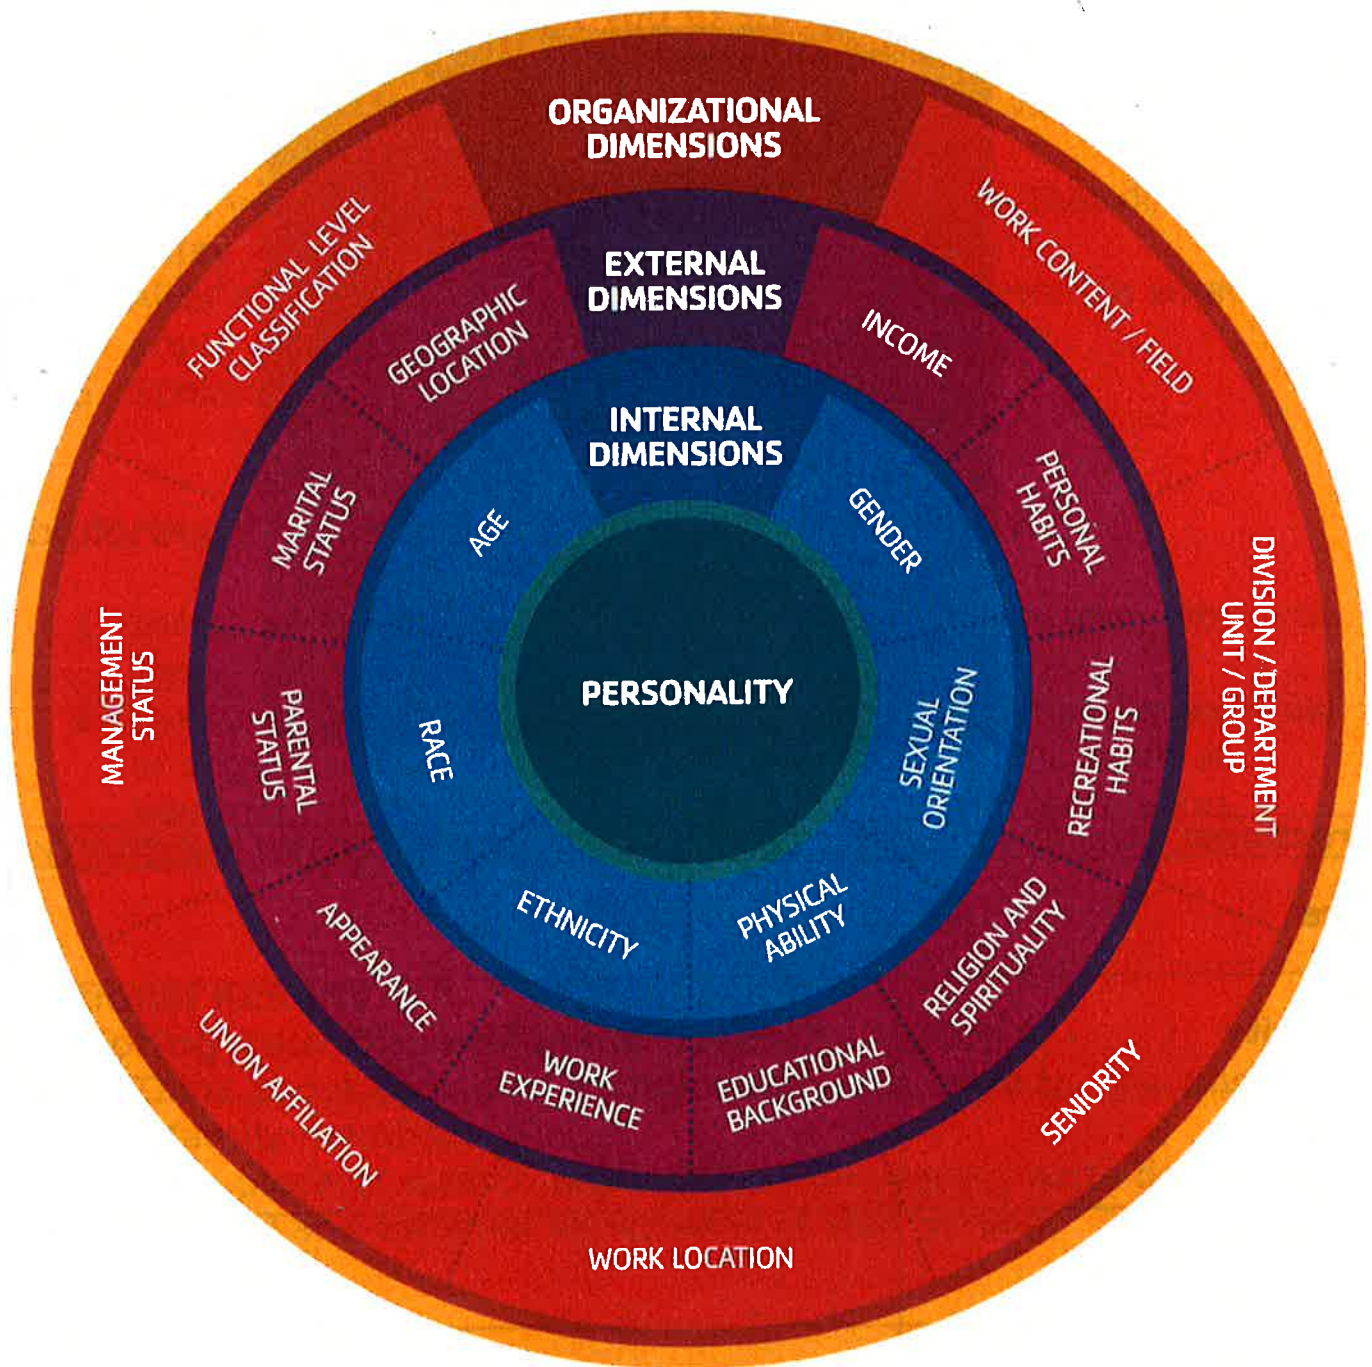 ORGANIZATIONAL
DIMENSIONS
WORK CONTENT / FIELD
DIVISION / DEPARTMENT
UNIT / GROUP
SENIORITY
WORK LOCATION
UNION AFFILIATION
MANAGEMENT
STATUS
FUNCTIONAL LEVEL
CLASSIFICATION
EXTERNAL
DIMENSIONS
INCOME
PERSONAL
HABITS
RECREATIONAL
HABITS
RELIGION AND
SPIRITUALITY
EDUCATIONAL
BACKGROUND
WORK
EXPERIENCE
APPEARANCE
PARENTAL
STATUS
MARITAL
STATUS
GEOGRAPHIC
LOCATION
INTERNAL
DIMENSIONS
GENDER
SEXUAL
ORIENTATION
PHYSICAL
ABILITY
ETHNICITY
RACE
AGE
PERSONALITY